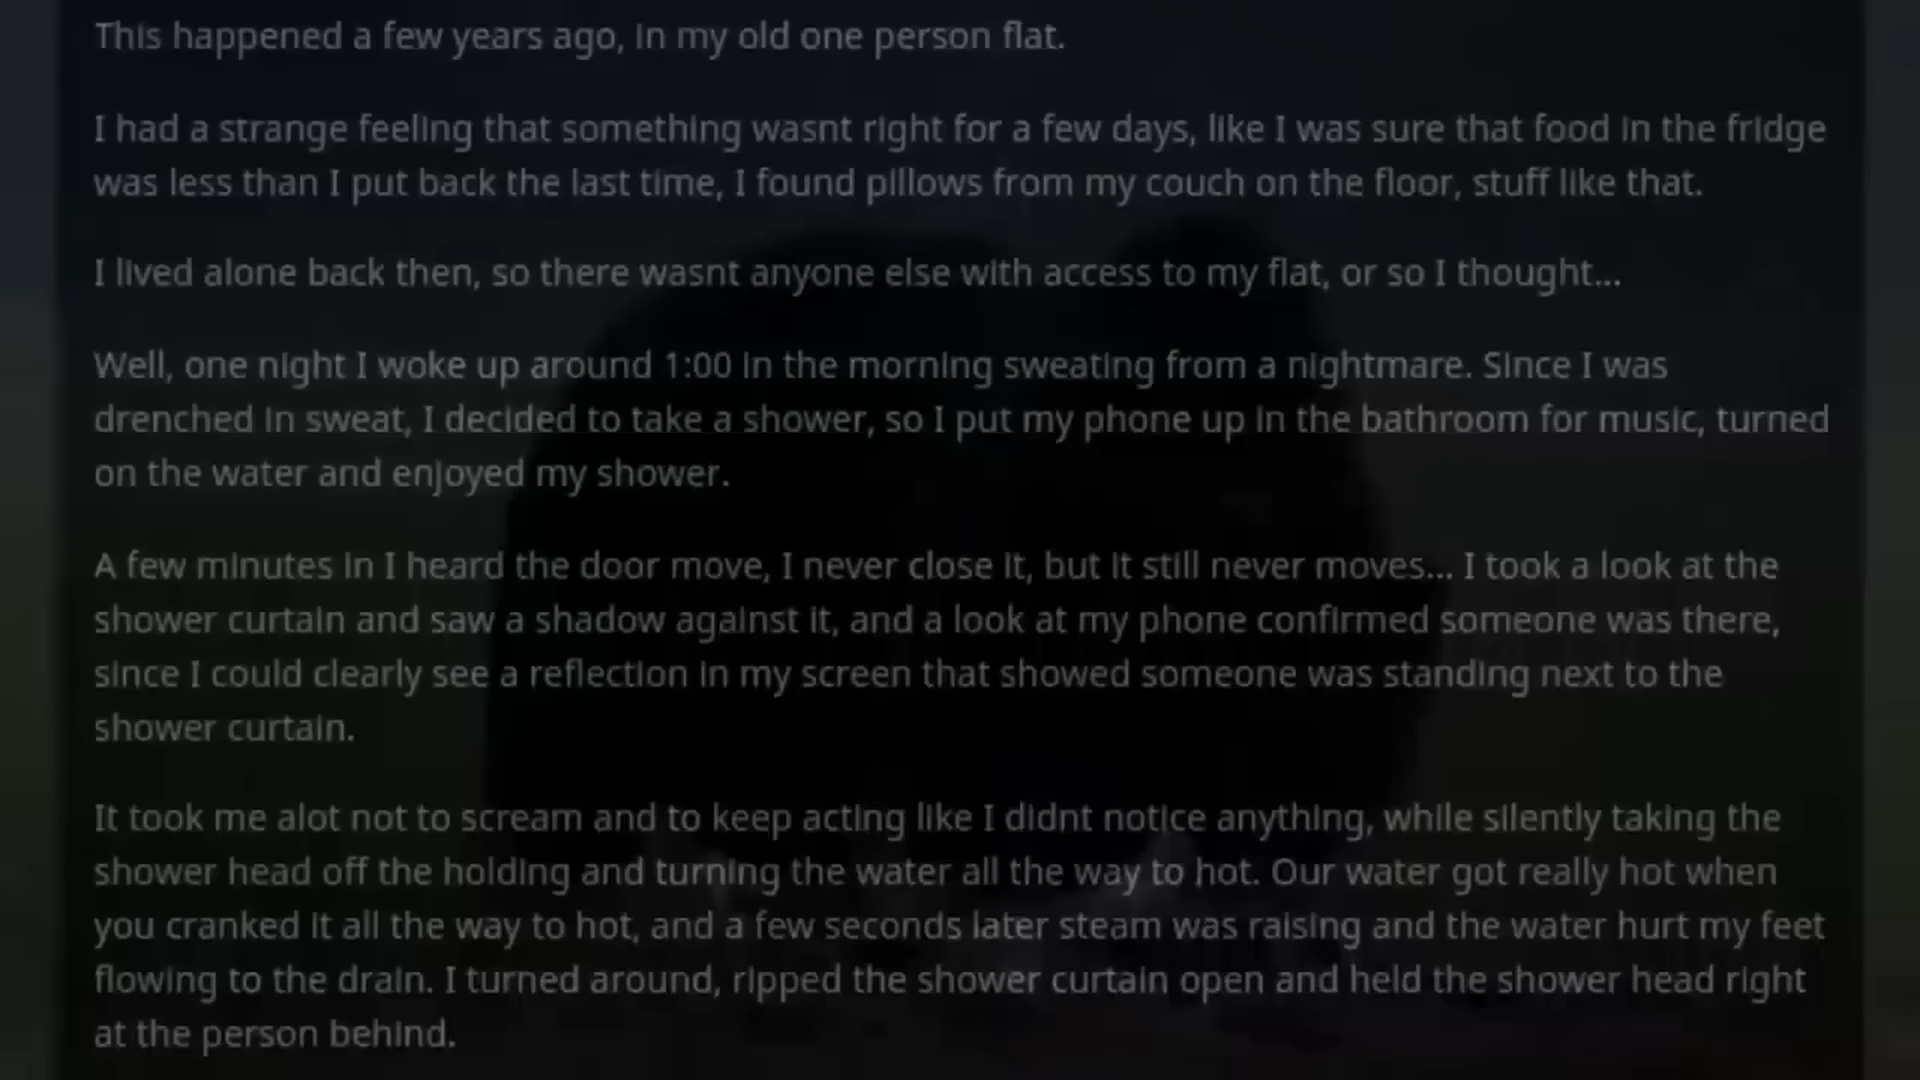 This happened a few years ago, in my old one person flat.
I had a strange feeling that something wasnt right for a few days, like I was sure that food in the fridge
was less than I put back the last time, I found pillows from my couch on the floor, stuff like that.
I lived alone back then, so there wasnt anyone else with access to my flat, or so I thought...
Well, one night I woke up around 1:00 in the morning sweating from a nightmare. Since I was
drenched in sweat, I decided to take a shower, so I put my phone up in the bathroom for music, turned
on the water and enjoyed my shower.
A few minutes in I heard the door move, I never close it, but it still never moves... I took a look at the
shower curtain and saw a shadow against it, and a look at my phone confirmed someone was there,
since I could clearly see a reflection in my screen that showed someone was standing next to the
shower curtain.
It took me alot not to scream and to keep acting like I didnt notice anything, while silently taking the
shower head off the holding and turning the water all the way to hot. Our water got really hot when
you cranked it all the way to hot, and a few seconds later steam was raising and the water hurt my feet
flowing to the drain. I turned around, ripped the shower curtain open and held the shower head right
at the person behind.